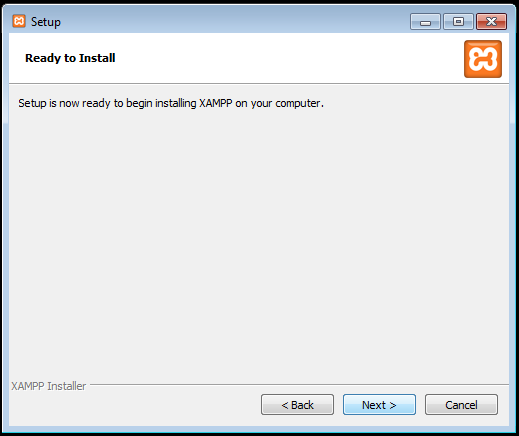 Setup
Ready to Install
Setup is now ready to begin installing XAMPP on your computer.
XAMPP Installer
< Back
Next >
Cancel